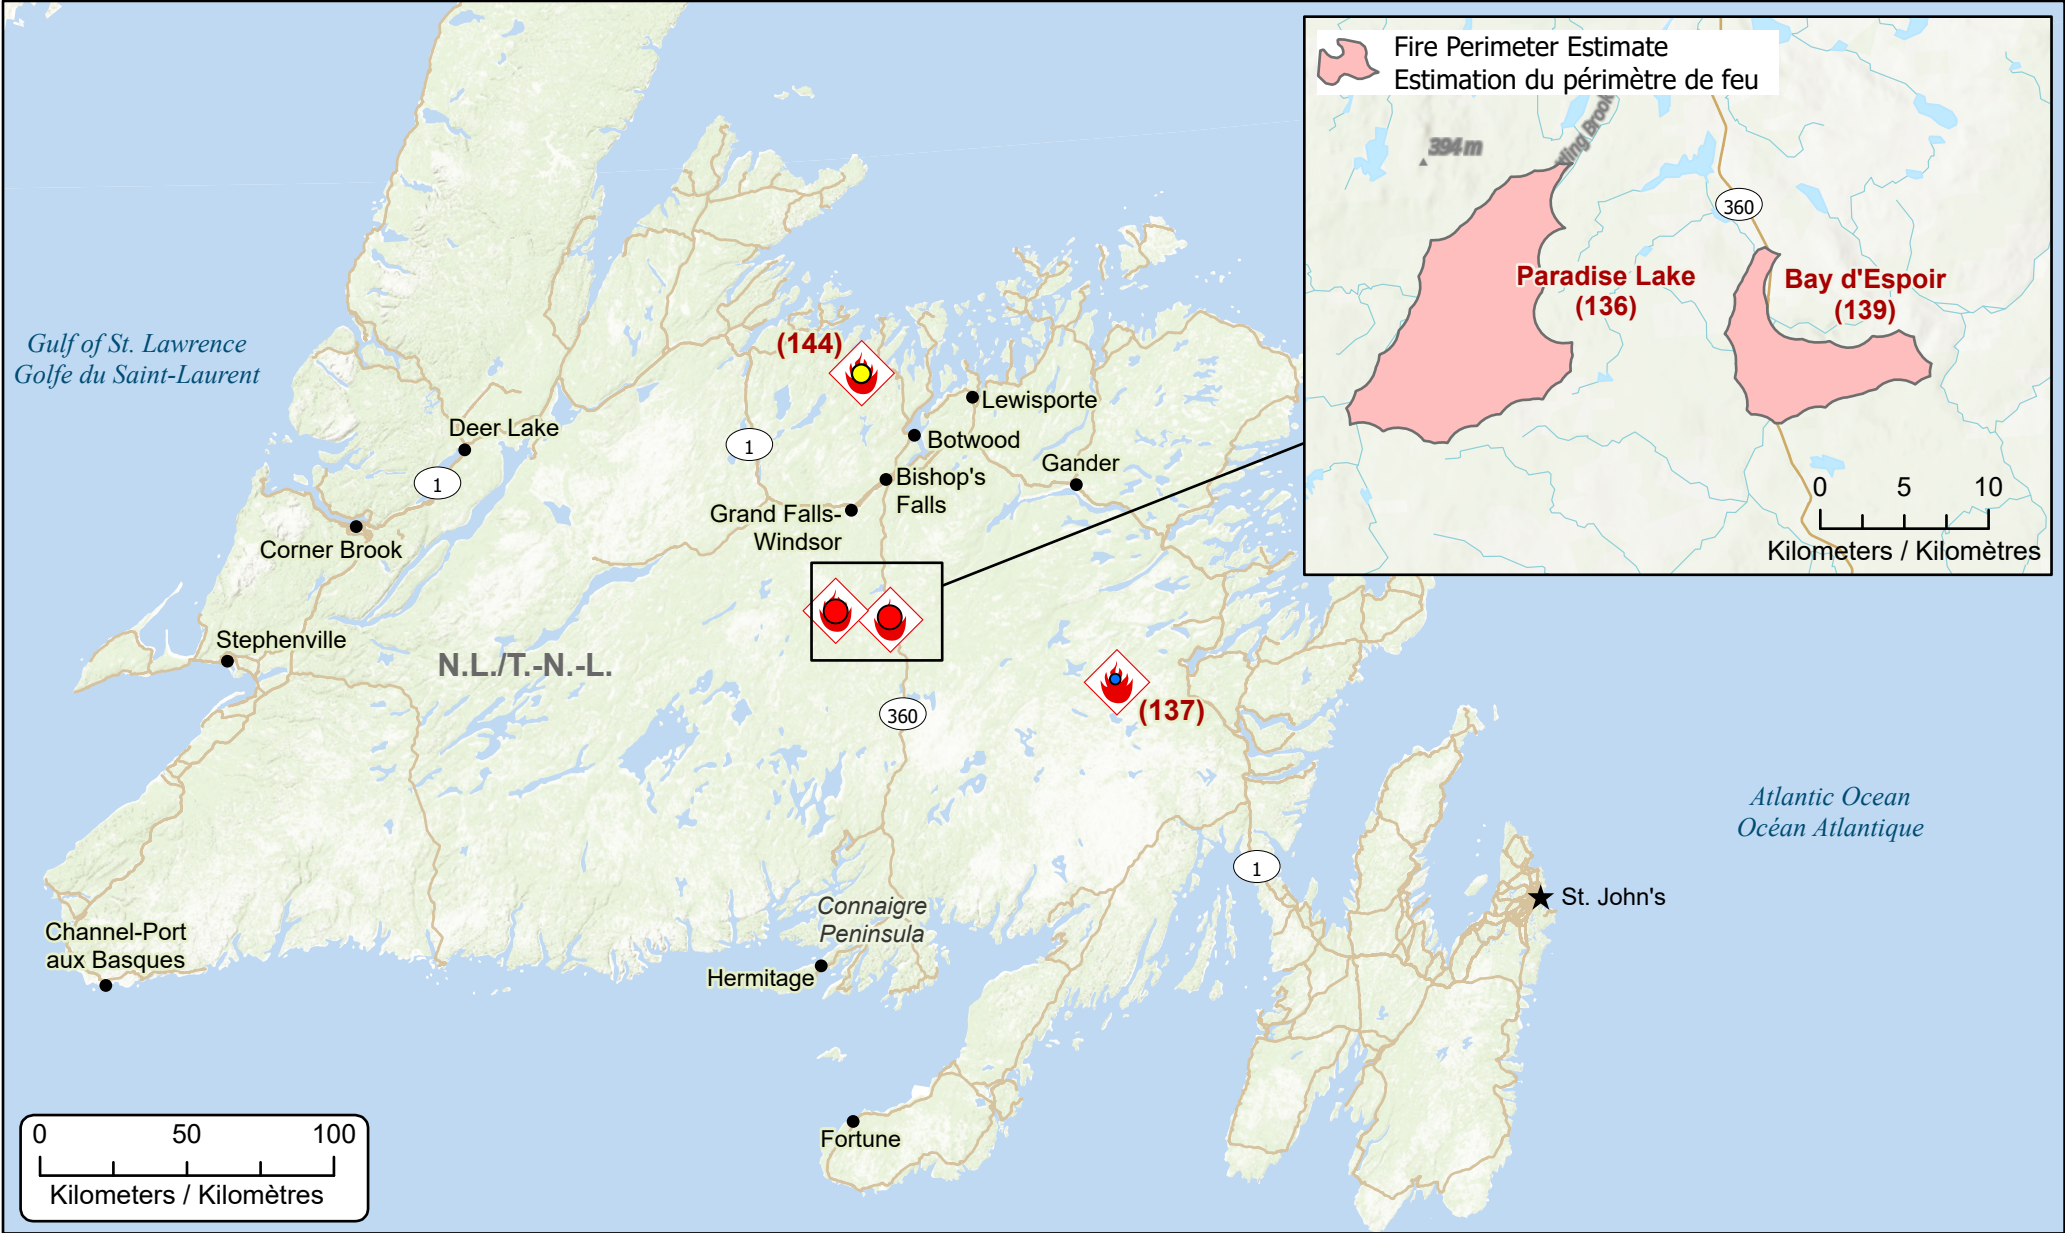 Fire Perimeter Estimate
Estimation du périmètre de feu
394 m
360
Paradise Lake
(136)
Bay d'Espoir
(139)
0 5 10
Kilometers / Kilomètres
Gulf of St. Lawrence
Golfe du Saint-Laurent
(144)
Lewisporte
Deer Lake
Botwood
1
1
Gander
Bishop's
Falls
Grand Falls-
Windsor
Corner Brook
Stephenville
N.L./T.-N.-L.
(137)
360
Atlantic Ocean
Océan Atlantique
1
St. John's
Connaigre
Peninsula
Channel-Port
aux Basques
Hermitage
Fortune
0 50 100
Kilometers / Kilomètres